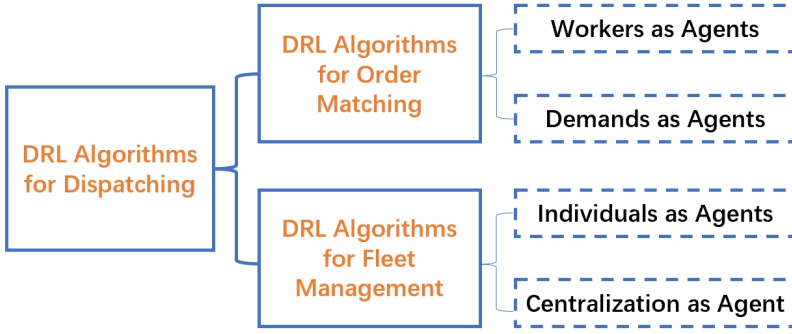 DRL Algorithms
for Dispatching
DRL Algorithms
for Order
Matching
Workers as Agents
Demands as Agents
DRL Algorithms
for Fleet
Management
Individuals as Agents
Centralization as Agent